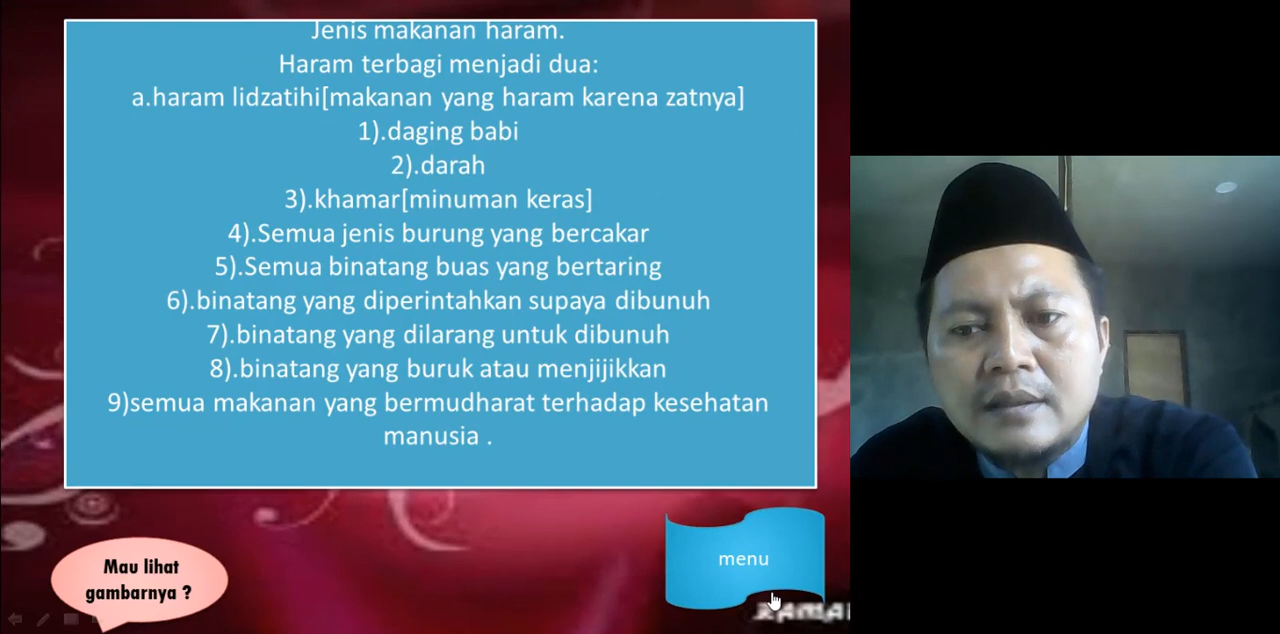 Jenis makanan haram.
Haram terbagi menjadi dua:
a.haram lidzatihi[makanan yang haram karena zatnya]
1).daging babi
2).darah
3).khamar[minuman keras]
4).Semua jenis burung yang bercakar
5).Semua binatang buas yang bertaring
6).binatang yang diperintahkan supaya dibunuh
7).binatang yang dilarang untuk dibunuh
8).binatang yang buruk atau menjijikkan
9)semua makanan yang bermudharat terhadap kesehatan
manusia .
Mau lihat
gambarnya ?
menu